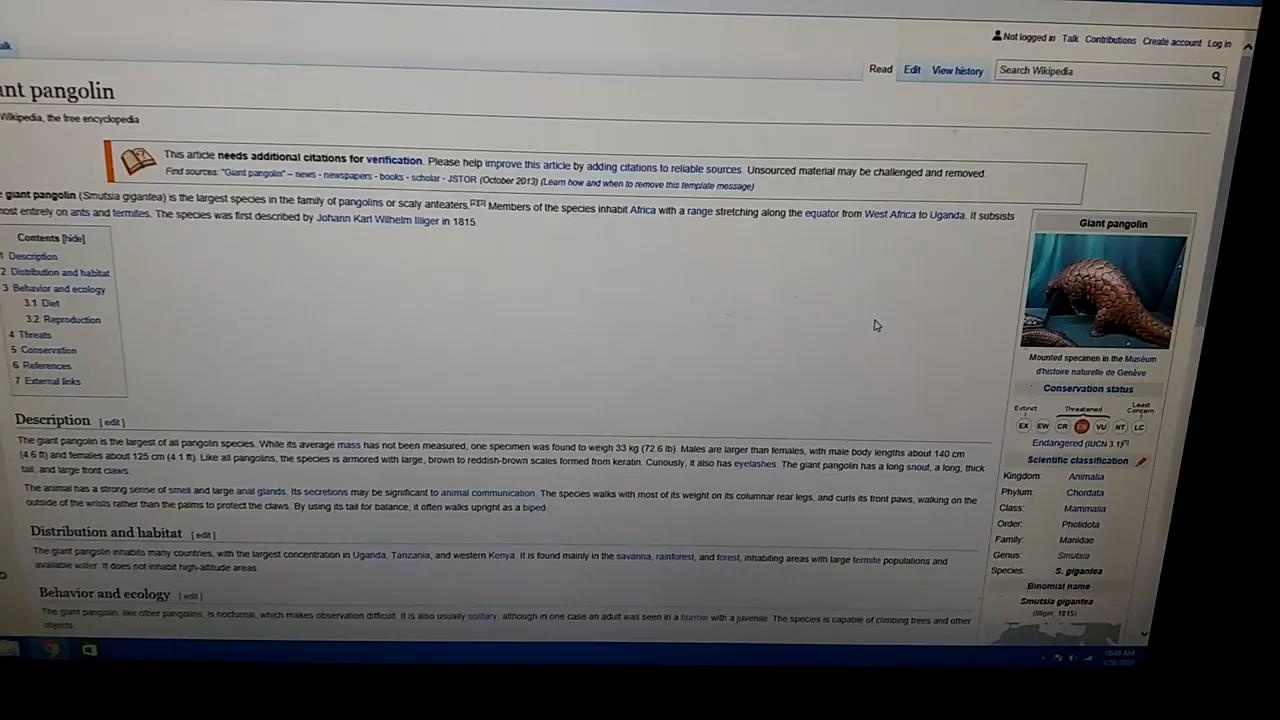 Not logged in Talk Contributions Create account Log in
alk
Read Edit View history Search Wikipedia
ant pangolin
Wikipedia, the free encyclopedia
This article needs additional citations for verification. Please help improve this article by adding citations to reliable sources. Unsourced material may be challenged and removed.
Find sources: "Giant pangolin" – news · newspapers · books · scholar · JSTOR (October 2013) (Learn how and when to remove this template message)
e giant pangolin (Smutsia gigantea) is the largest species in the family of pangolins or scaly anteaters. Members of the species inhabit Africa with a range stretching along the equator from West Africa to Uganda. It subsists
most entirely on ants and termites. The species was first described by Johann Karl Wilhelm Illiger in 1815.
Contents [hide]
1 Description
2 Distribution and habitat
3 Behavior and ecology
3.1 Diet
3.2 Reproduction
4 Threats
5 Conservation
6 References
7 External links
Description [ edit ]
The giant pangolin is the largest of all pangolin species. While its average mass has not been measured, one specimen was found to weigh 33 kg (72.6 lb). Males are larger than females, with male body lengths about 140 cm
(4.6 ft) and females about 125 cm (4.1 ft). Like all pangolins, the species is armored with large, brown to reddish-brown scales formed from keratin. Curiously, it also has eyelashes. The giant pangolin has a long snout, a long, thick
tail, and large front claws.
The animal has a strong sense of smell and large anal glands. Its secretions may be significant to animal communication. The species walks with most of its weight on its columnar rear legs, and curls its front paws, walking on the
outside of the wrists rather than the palms to protect the claws. By using its tail for balance, it often walks upright as a biped.
Distribution and habitat [ edit ]
The giant pangolin inhabits many countries, with the largest concentration in Uganda, Tanzania, and western Kenya. It is found mainly in the savanna, rainforest, and forest, inhabiting areas with large termite populations and
available water. It does not inhabit high-altitude areas.
Behavior and ecology [ edit ]
The giant pangolin, like other pangolins, is nocturnal, which makes observation difficult. It is also usually solitary, although in one case an adult was seen in a burrow with a juvenile. The species is capable of climbing trees and other
objects.
Giant pangolin
Mounted specimen in the Muséum
d'histoire naturelle de Genève
Conservation status
Extinct Threatened Least Concern
EX EW CR EN VU NT LC
Endangered (IUCN 3.1)
Scientific classification
Kingdom: Animalia
Phylum: Chordata
Class: Mammalia
Order: Pholidota
Family: Manidae
Genus: Smutsia
Species: S. gigantea
Binomial name
Smutsia gigantea
(Illiger, 1815)
10:48 AM